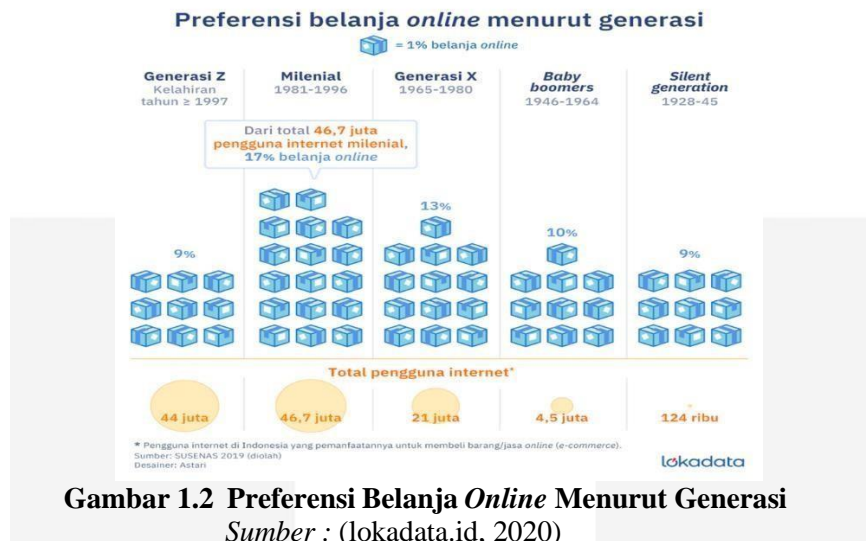 Preferensi belanja online menurut generasi
= 1% belanja online
Generasi Z
Kelahiran
tahun ≥ 1997
Milenial
1981-1996
Generasi X
1965-1980
Baby
boomers
1946-1964
Silent
generation
1928-45
Dari total 46,7 juta
pengguna internet milenial,
17% belanja online
9%
13%
10%
9%
Total pengguna internet*
44 juta
46,7 juta
21 juta
4,5 juta
124 ribu
* Pengguna internet di Indonesia yang pemanfaatannya untuk membeli barang/jasa online (e-commerce).
Sumber: SUSENAS 2019 (diolah)
Desainer: Astari
lokadata
Gambar 1.2 Preferensi Belanja Online Menurut Generasi
Sumber : (lokadata.id, 2020)